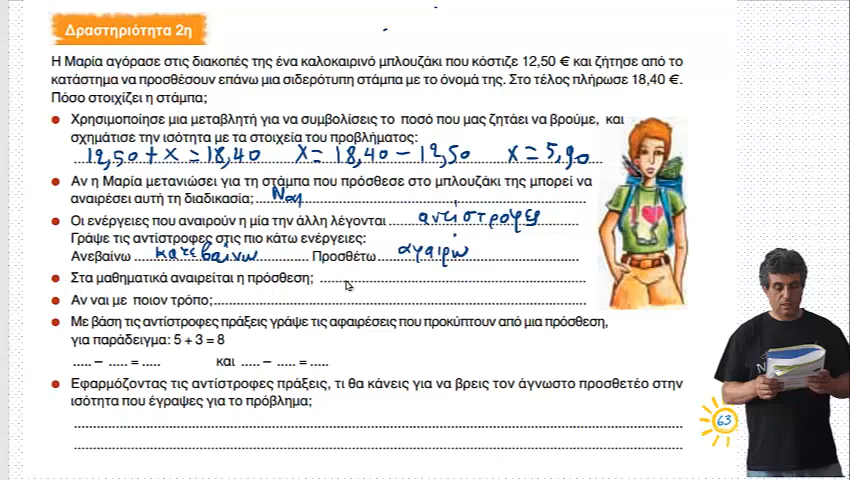 Δραστηριότητα 2η
Η Μαρία αγόρασε στις διακοπές της ένα καλοκαιρινό μπλουζάκι που κόστιζε 12,50 € και ζήτησε από το
κατάστημα να προσθέσουν επάνω μια σιδερότυπη στάμπα με το όνομά της. Στο τέλος πλήρωσε 18,40 €.
Πόσο στοιχίζει η στάμπα;
• Χρησιμοποίησε μια μεταβλητή για να συμβολίσεις το ποσό που μας ζητάει να βρούμε, και
σχημάτισε την ισότητα με τα στοιχεία του προβλήματος:
12,50 + x = 18,40 x = 18,40 - 12,50 x = 5,90
• Αν η Μαρία μετανιώσει για τη στάμπα που πρόσθεσε στο μπλουζάκι της μπορεί να
αναιρέσει αυτή τη διαδικασία; Ναι
• Οι ενέργειες που αναιρούν η μία την άλλη λέγονται αντίστροφες
Γράψε τις αντίστροφες στις πιο κάτω ενέργειες:
Ανεβαίνω κατεβαίνω Προσθέτω αφαιρώ
• Στα μαθηματικά αναιρείται η πρόσθεση; ..........
• Αν ναι με ποιον τρόπο; ..........
• Με βάση τις αντίστροφες πράξεις γράψε τις αφαιρέσεις που προκύπτουν από μια πρόσθεση,
για παράδειγμα: 5 + 3 = 8
..... – ..... = ..... και ..... – ..... = .....
• Εφαρμόζοντας τις αντίστροφες πράξεις, τι θα κάνεις για να βρεις τον άγνωστο προσθετέο στην
ισότητα που έγραψες για το πρόβλημα;
63